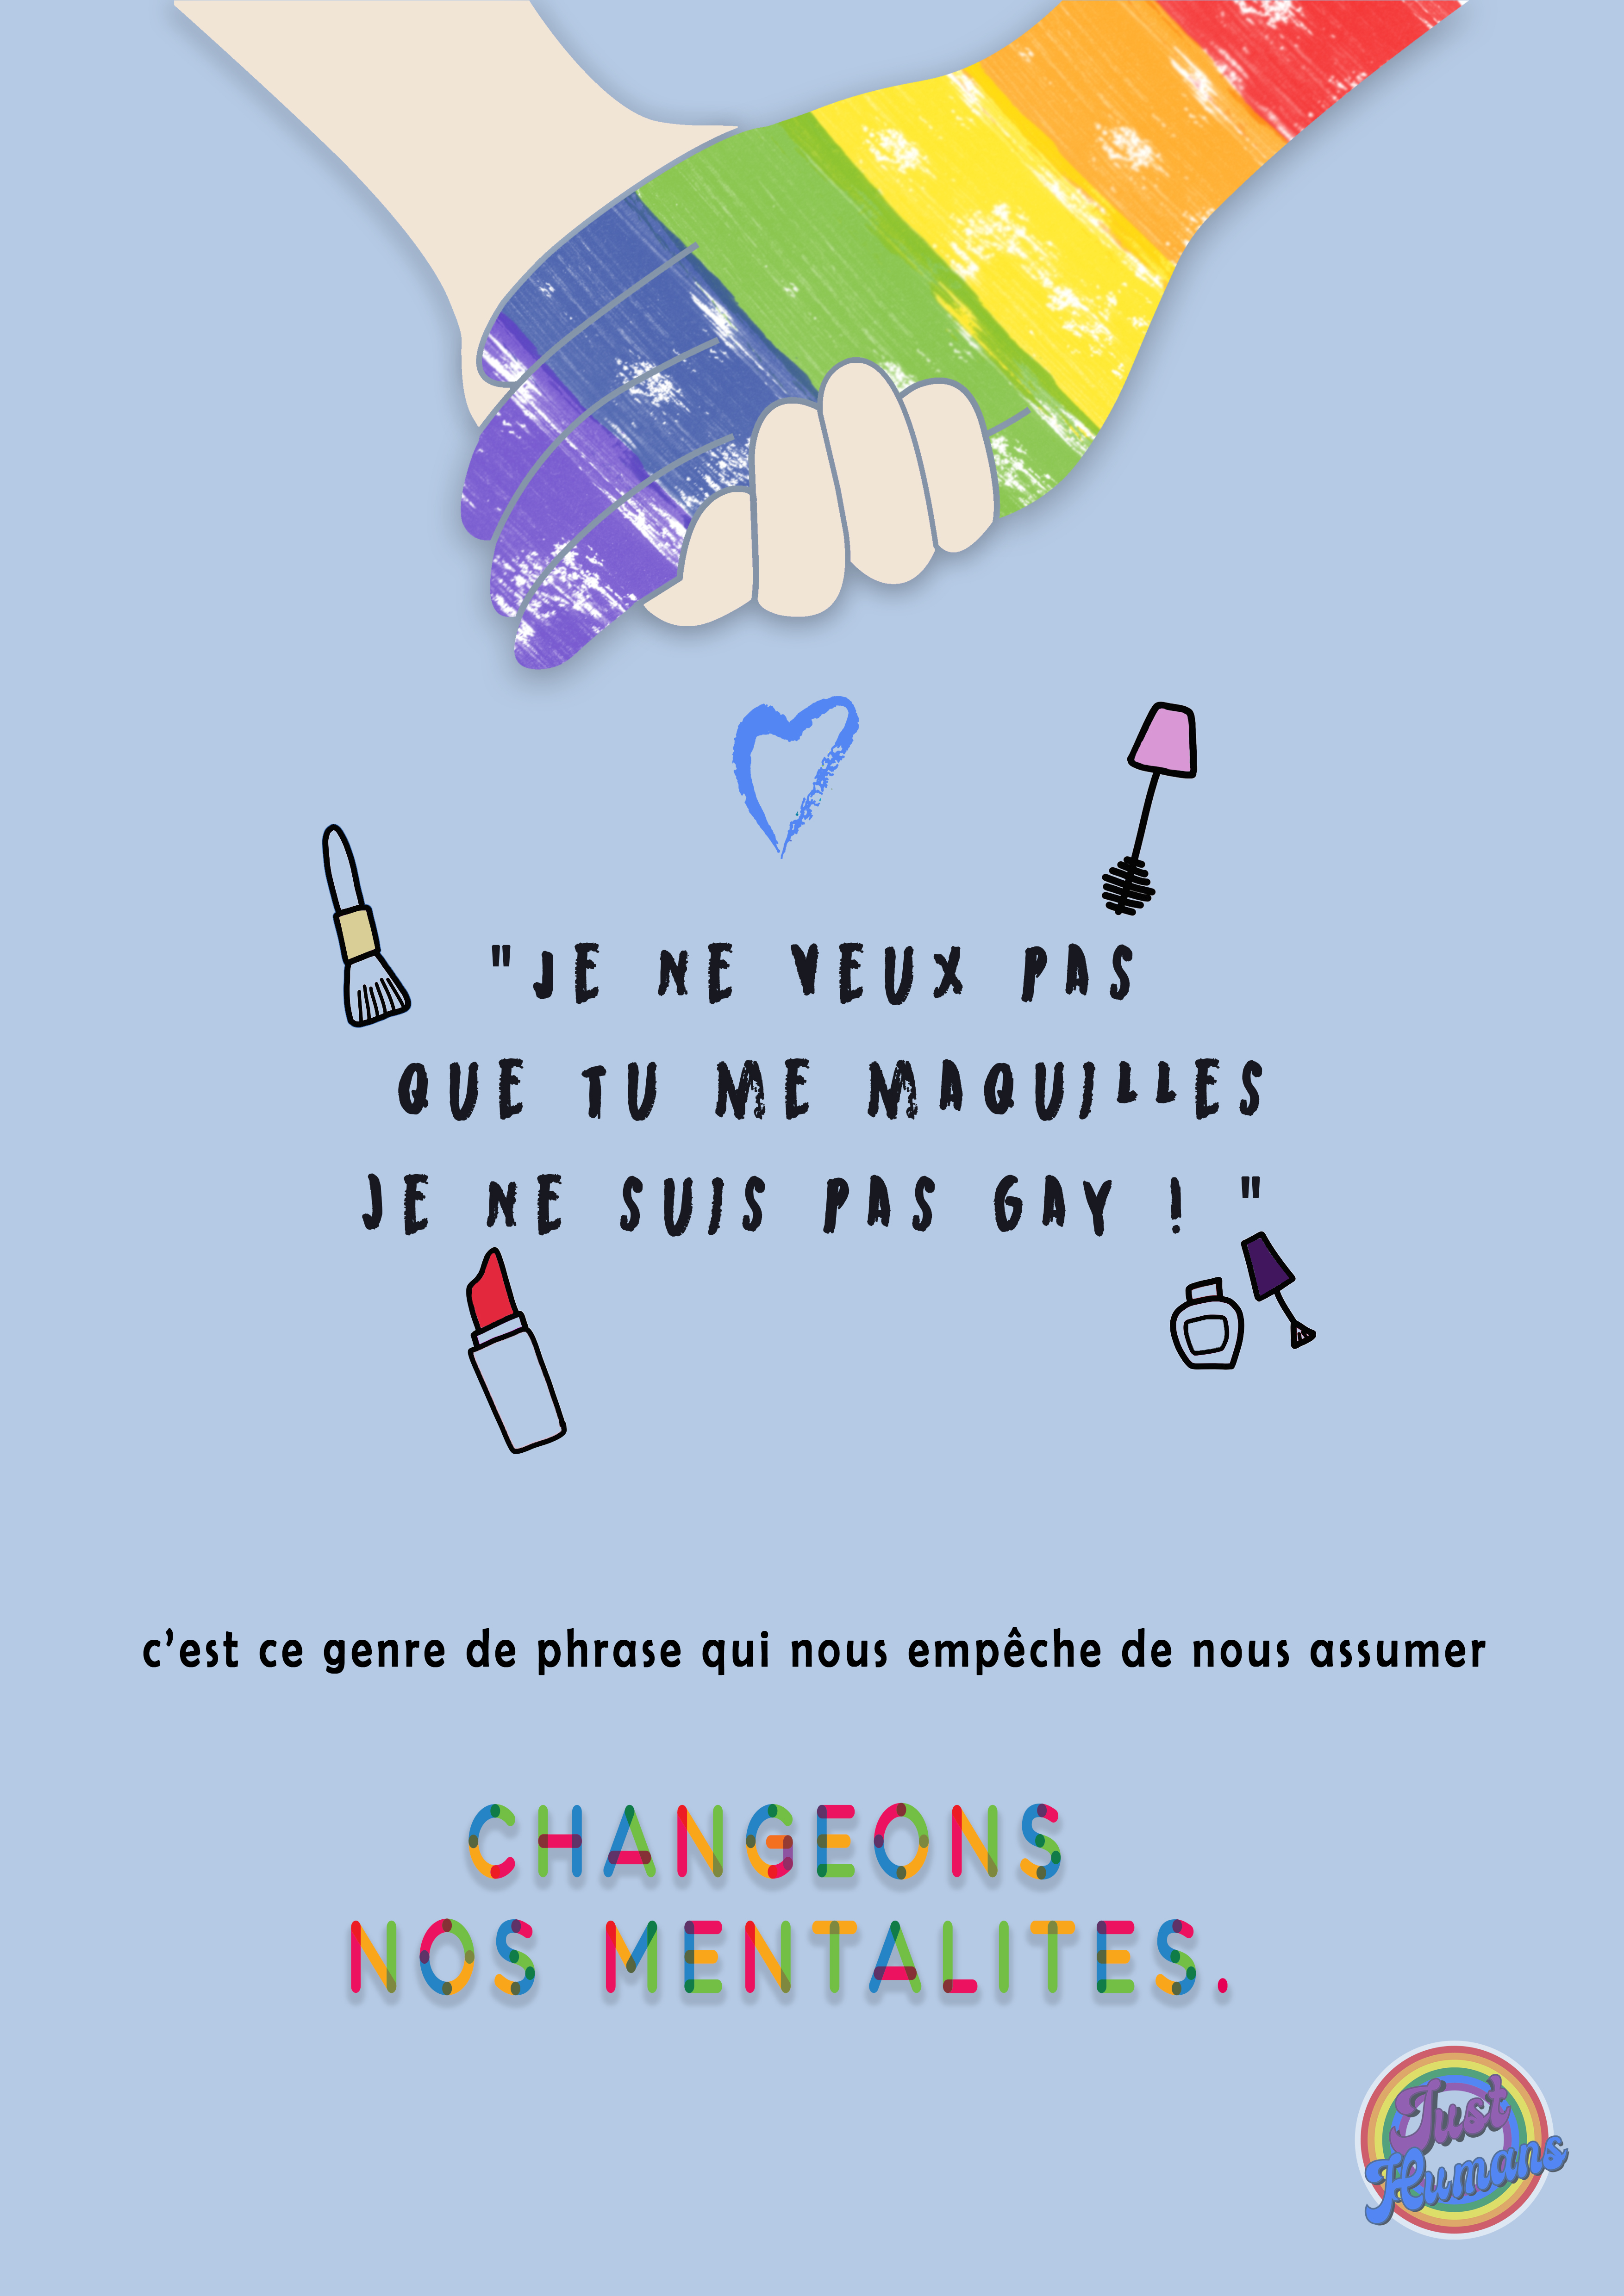 "JE NE VEUX PAS
QUE TU ME MAQUILLES
JE NE SUIS PAS GAY ! "
c'est ce genre de phrase qui nous empêche de nous assumer
CHANGEONS
NOS MENTALITES.
Just
Humans